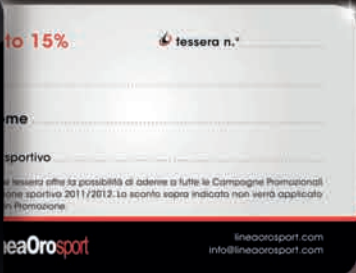 to 15% tessera n.°
me
sportivo
tessera offre la possibilità di aderire a tutte le Campagne Promozionali
one sportiva 2011/2012. Lo sconto sopra indicato non verrà applicato
in Promozione.
neaOrosport
lineaorosport.com
info@lineaorosport.com